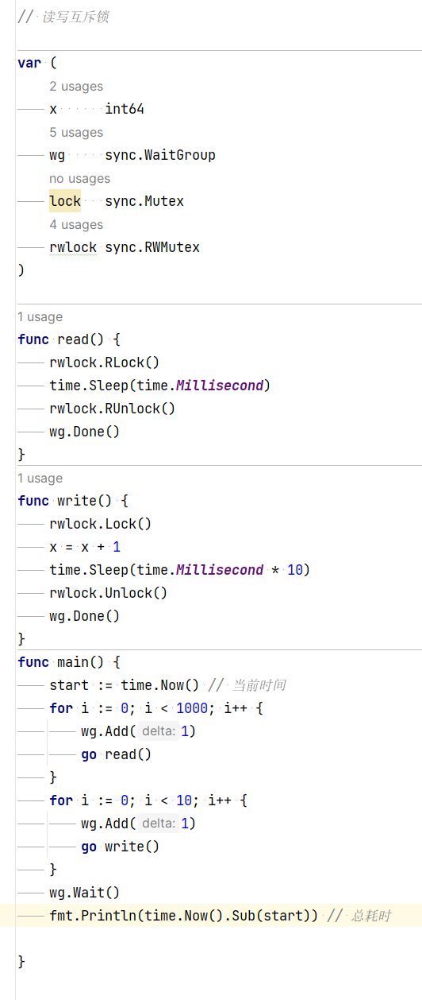 // 读写互斥锁
var (
2 usages
x int64
5 usages
wg sync.WaitGroup
no usages
lock sync.Mutex
4 usages
rwlock sync.RWMutex
)
1 usage
func read() {
rwlock.RLock()
time.Sleep(time.Millisecond)
rwlock.RUnlock()
wg.Done()
}
1 usage
func write() {
rwlock.Lock()
x = x + 1
time.Sleep(time.Millisecond * 10)
rwlock.Unlock()
wg.Done()
}
func main() {
start := time.Now() // 当前时间
for i := 0; i < 1000; i++ {
wg.Add( delta: 1)
go read()
}
for i := 0; i < 10; i++ {
wg.Add( delta: 1)
go write()
}
wg.Wait()
fmt.Println(time.Now().Sub(start)) // 总耗时
}